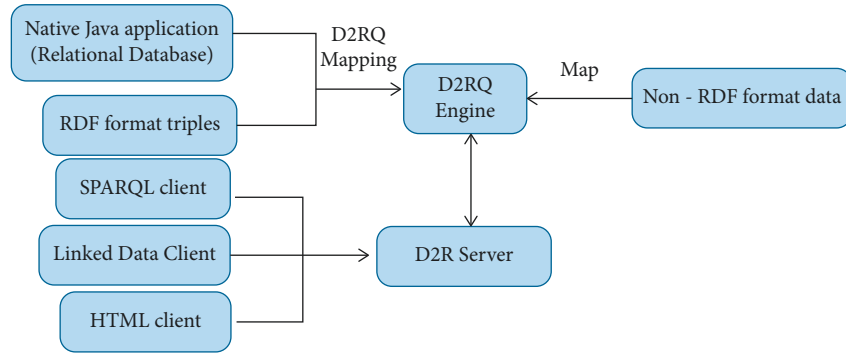 Native Java application
(Relational Database)
D2RQ
Mapping
RDF format triples
D2RQ
Engine
Map
Non - RDF format data
SPARQL client
Linked Data Client
HTML client
D2R Server